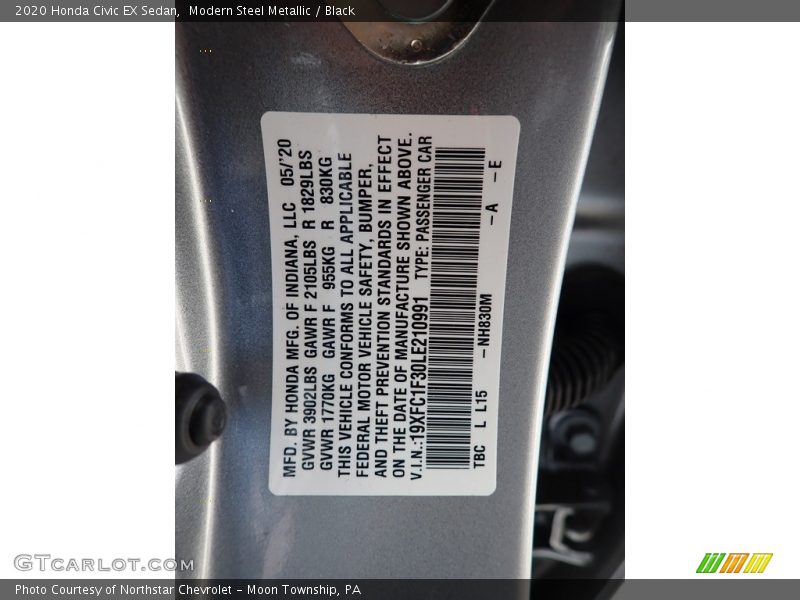 2020 Honda Civic EX Sedan, Modern Steel Metallic / Black
MFD. BY HONDA MFG. OF INDIANA, LLC 05/'20
GVWR 3902LBS GAWR F 2105LBS R 1829LBS
GVWR 1770KG GAWR F 955KG R 830KG
THIS VEHICLE CONFORMS TO ALL APPLICABLE
FEDERAL MOTOR VEHICLE SAFETY, BUMPER,
AND THEFT PREVENTION STANDARDS IN EFFECT
ON THE DATE OF MANUFACTURE SHOWN ABOVE.
V.I.N.:19XFC1F30LE210991 TYPE: PASSENGER CAR
TBC L L15 –NH830M –A –E
GTCARLOT.COM
Photo Courtesy of Northstar Chevrolet – Moon Township, PA